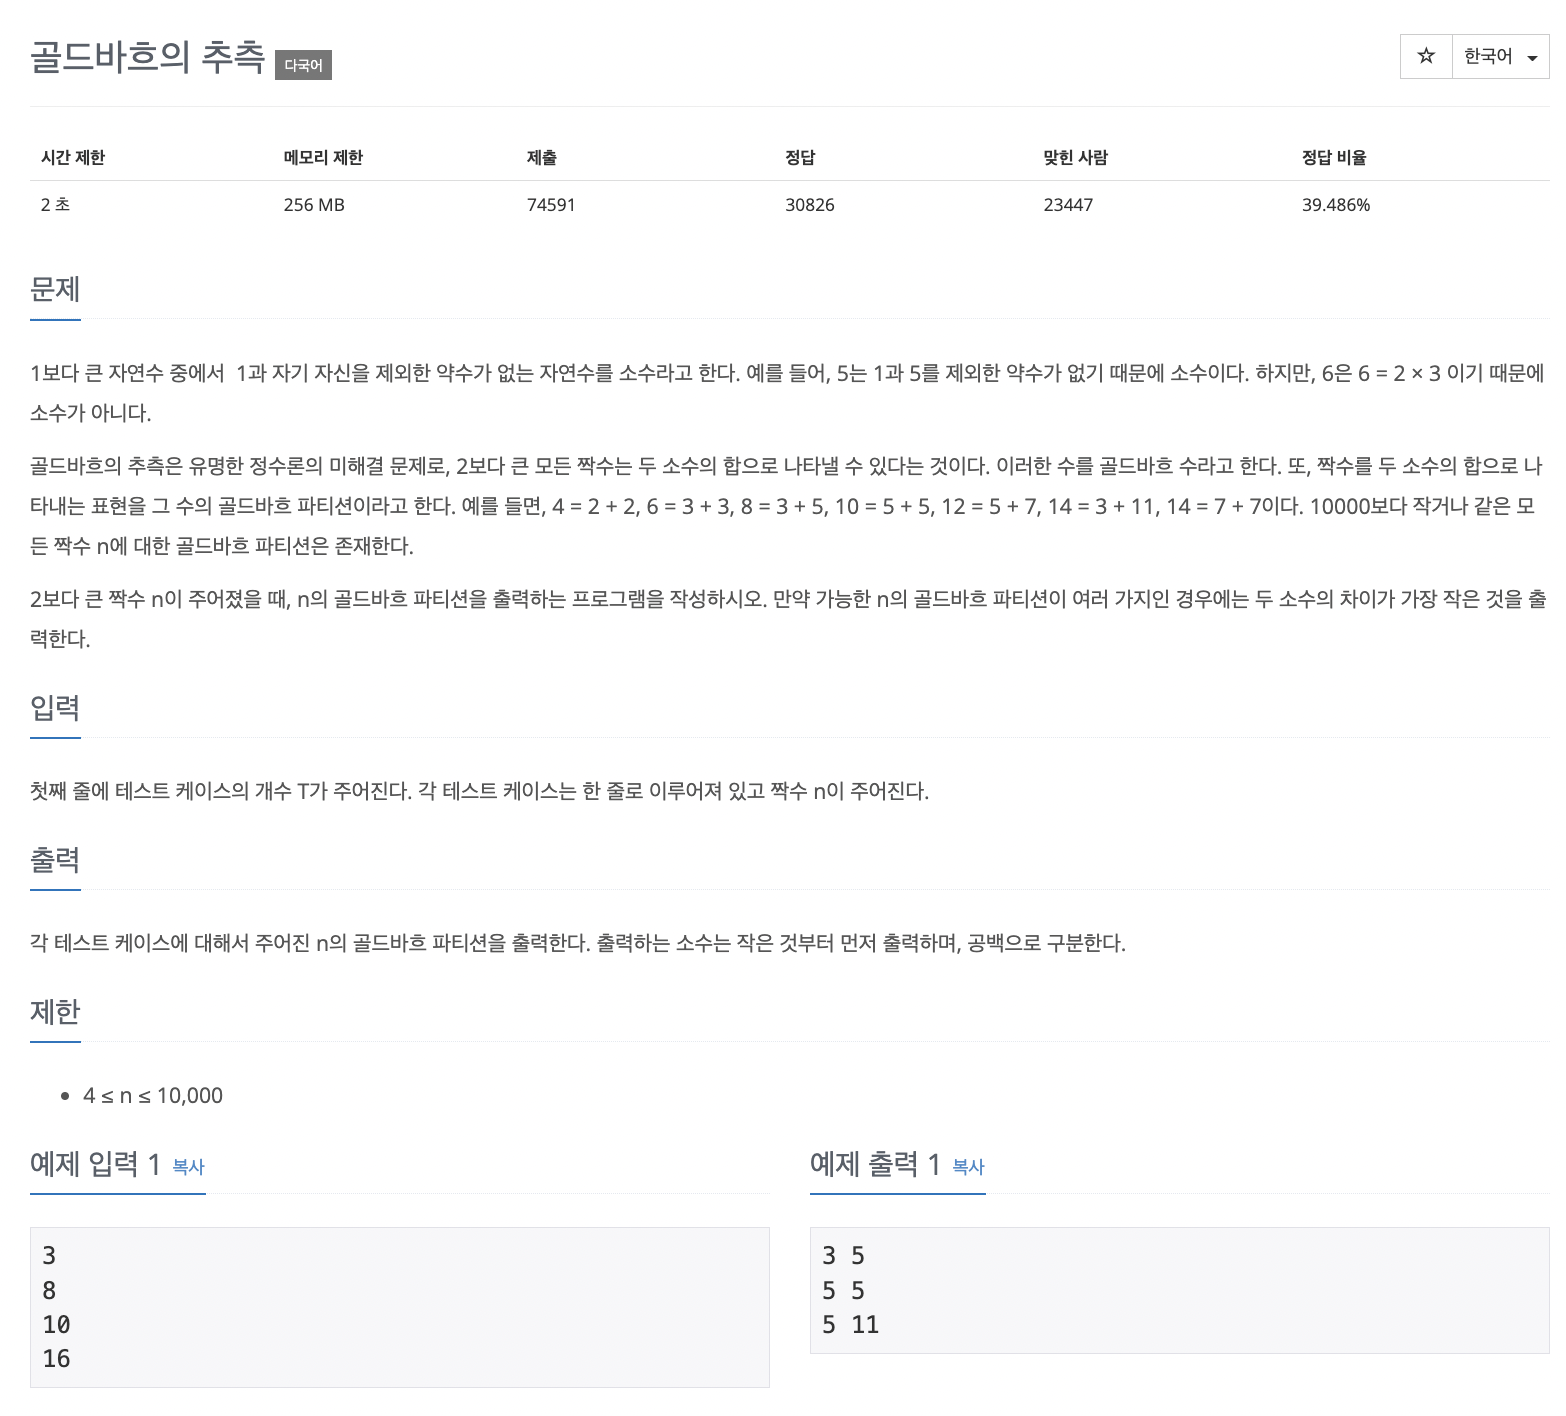 골드바흐의 추측 다국어
☆ 한국어
시간 제한 메모리 제한 제출 정답 맞힌 사람 정답 비율
2 초 256 MB 74591 30826 23447 39.486%
문제
1보다 큰 자연수 중에서  1과 자기 자신을 제외한 약수가 없는 자연수를 소수라고 한다. 예를 들어, 5는 1과 5를 제외한 약수가 없기 때문에 소수이다. 하지만, 6은 6 = 2 × 3 이기 때문에
소수가 아니다.
골드바흐의 추측은 유명한 정수론의 미해결 문제로, 2보다 큰 모든 짝수는 두 소수의 합으로 나타낼 수 있다는 것이다. 이러한 수를 골드바흐 수라고 한다. 또, 짝수를 두 소수의 합으로 나
타내는 표현을 그 수의 골드바흐 파티션이라고 한다. 예를 들면, 4 = 2 + 2, 6 = 3 + 3, 8 = 3 + 5, 10 = 5 + 5, 12 = 5 + 7, 14 = 3 + 11, 14 = 7 + 7이다. 10000보다 작거나 같은 모
든 짝수 n에 대한 골드바흐 파티션은 존재한다.
2보다 큰 짝수 n이 주어졌을 때, n의 골드바흐 파티션을 출력하는 프로그램을 작성하시오. 만약 가능한 n의 골드바흐 파티션이 여러 가지인 경우에는 두 소수의 차이가 가장 작은 것을 출
력한다.
입력
첫째 줄에 테스트 케이스의 개수 T가 주어진다. 각 테스트 케이스는 한 줄로 이루어져 있고 짝수 n이 주어진다.
출력
각 테스트 케이스에 대해서 주어진 n의 골드바흐 파티션을 출력한다. 출력하는 소수는 작은 것부터 먼저 출력하며, 공백으로 구분한다.
제한
• 4 ≤ n ≤ 10,000
예제 입력 1 복사
3
8
10
16
예제 출력 1 복사
3 5
5 5
5 11